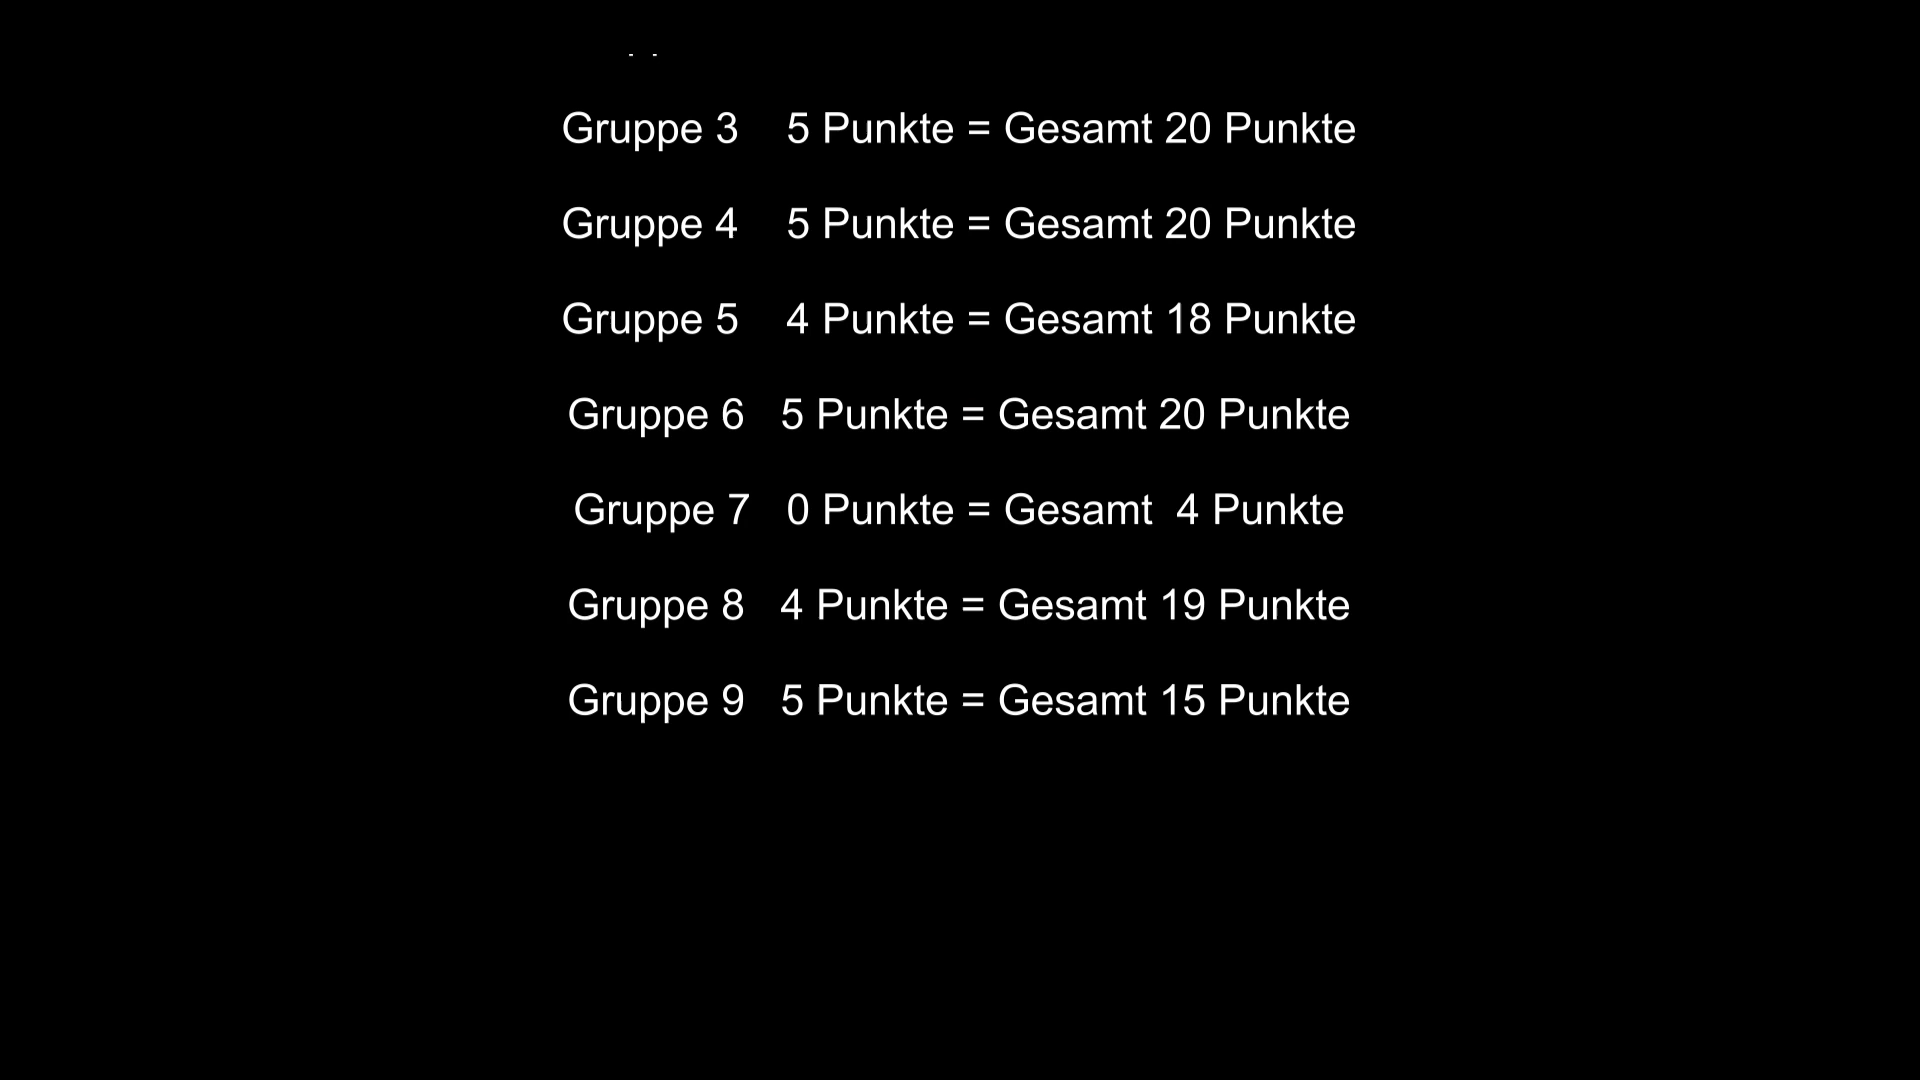 Gruppe 3    5 Punkte = Gesamt 20 Punkte
Gruppe 4    5 Punkte = Gesamt 20 Punkte
Gruppe 5    4 Punkte = Gesamt 18 Punkte
Gruppe 6   5 Punkte = Gesamt 20 Punkte
Gruppe 7   0 Punkte = Gesamt  4 Punkte
Gruppe 8   4 Punkte = Gesamt 19 Punkte
Gruppe 9   5 Punkte = Gesamt 15 Punkte